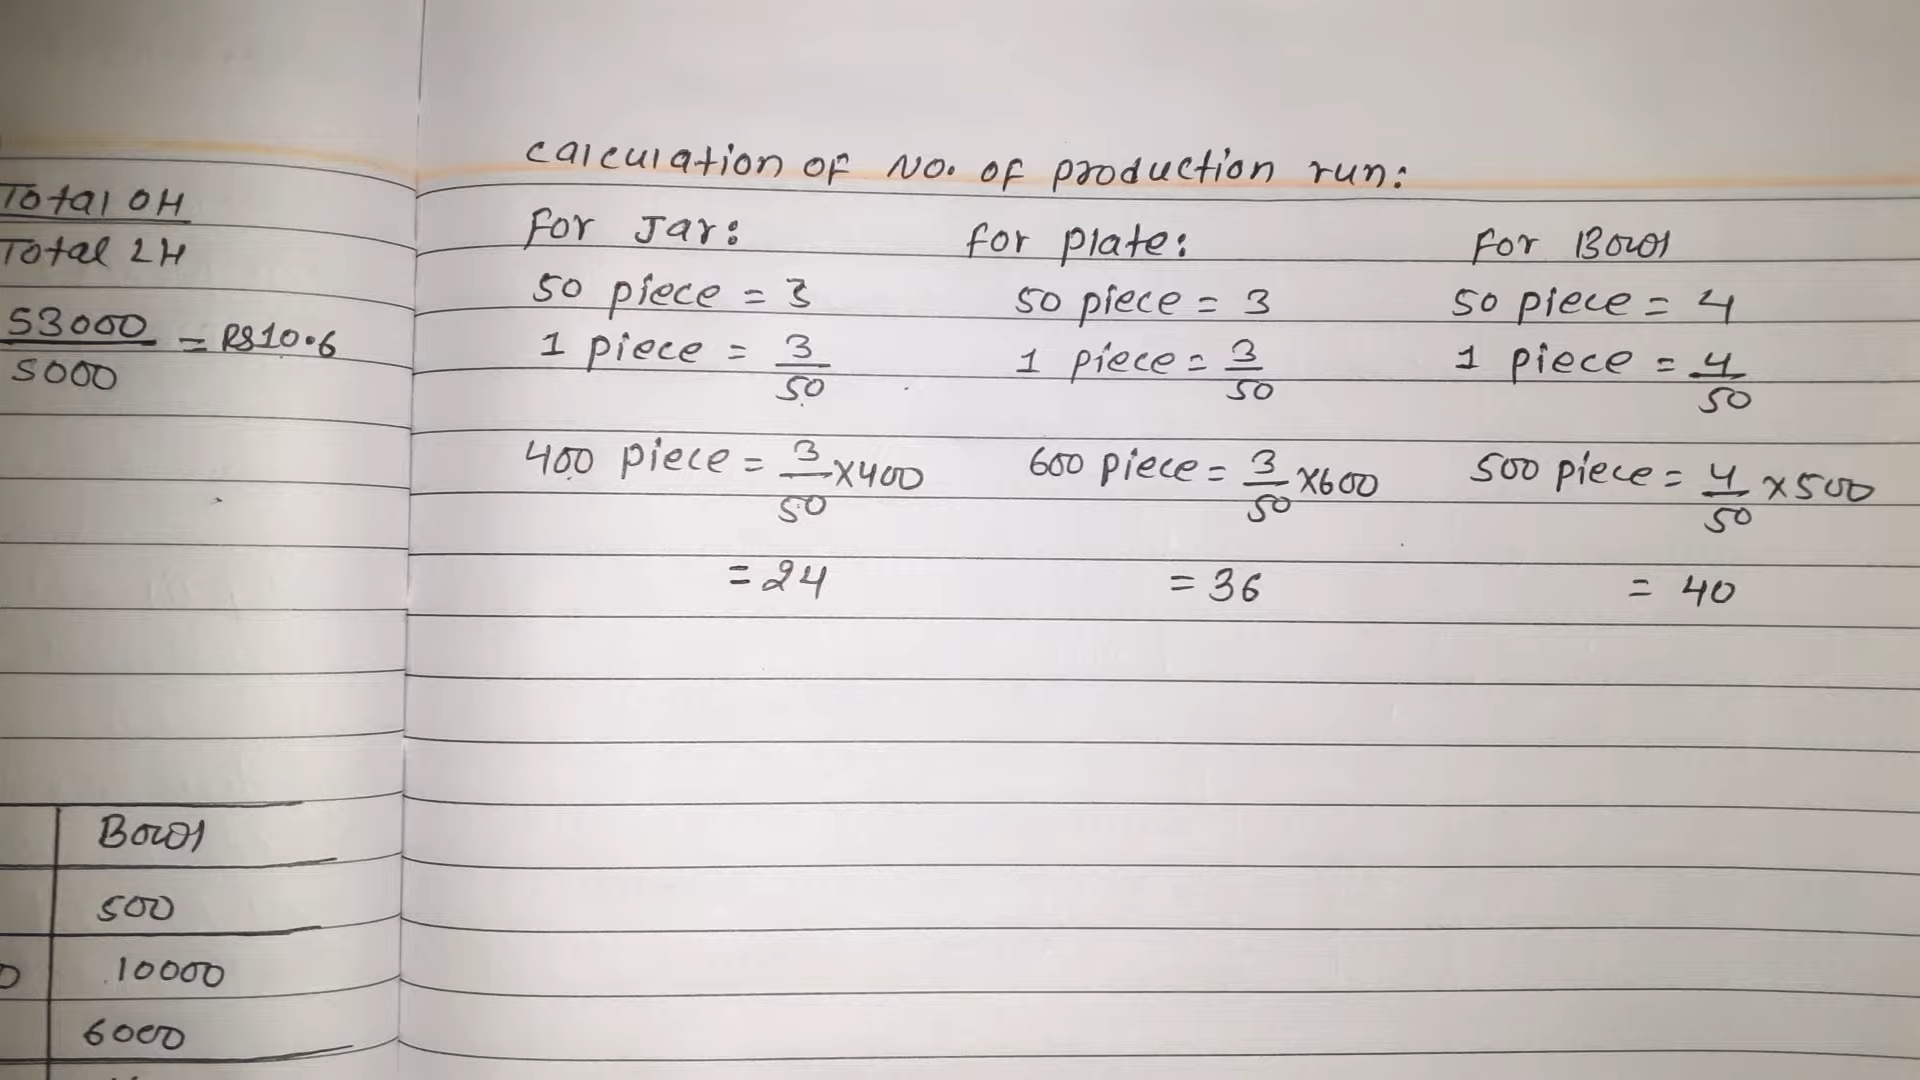 Total OH
Total LH
53000
5000
= RS10.6
Bowl
500
10000
6000
calculation of No. of production run:
For Jar:
50 piece = 3
1 piece = 3/50
400 piece = 3/50 x400
= 24
for plate:
50 piece = 3
1 piece = 3/50
600 piece = 3/50 x600
= 36
For Bowl
50 piece = 4
1 piece = 4/50
500 piece = 4/50 x500
= 40